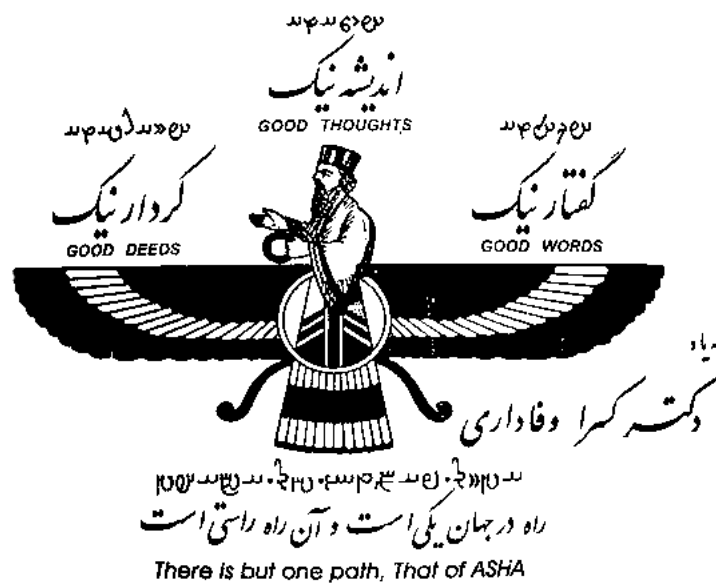 اندیشه نیک
GOOD THOUGHTS
گفتار نیک
GOOD WORDS
کردار نیک
GOOD DEEDS
یاد
دکتر کسرا وفاداری
راه در جهان یکی است و آن راه راستی است
There is but one path, That of ASHA